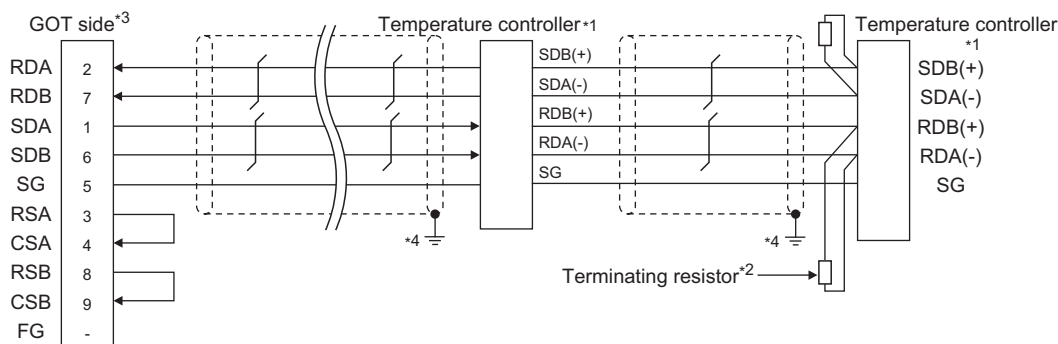 GOT side*3
Temperature controller*1
Temperature controller
*1
RDA 2
RDB 7
SDA 1
SDB 6
SG 5
RSA 3
CSA 4
RSB 8
CSB 9
FG -
*4
SDB(+)
SDA(-)
RDB(+)
RDA(-)
SG
*4
Terminating resistor*2
SDB(+)
SDA(-)
RDB(+)
RDA(-)
SG